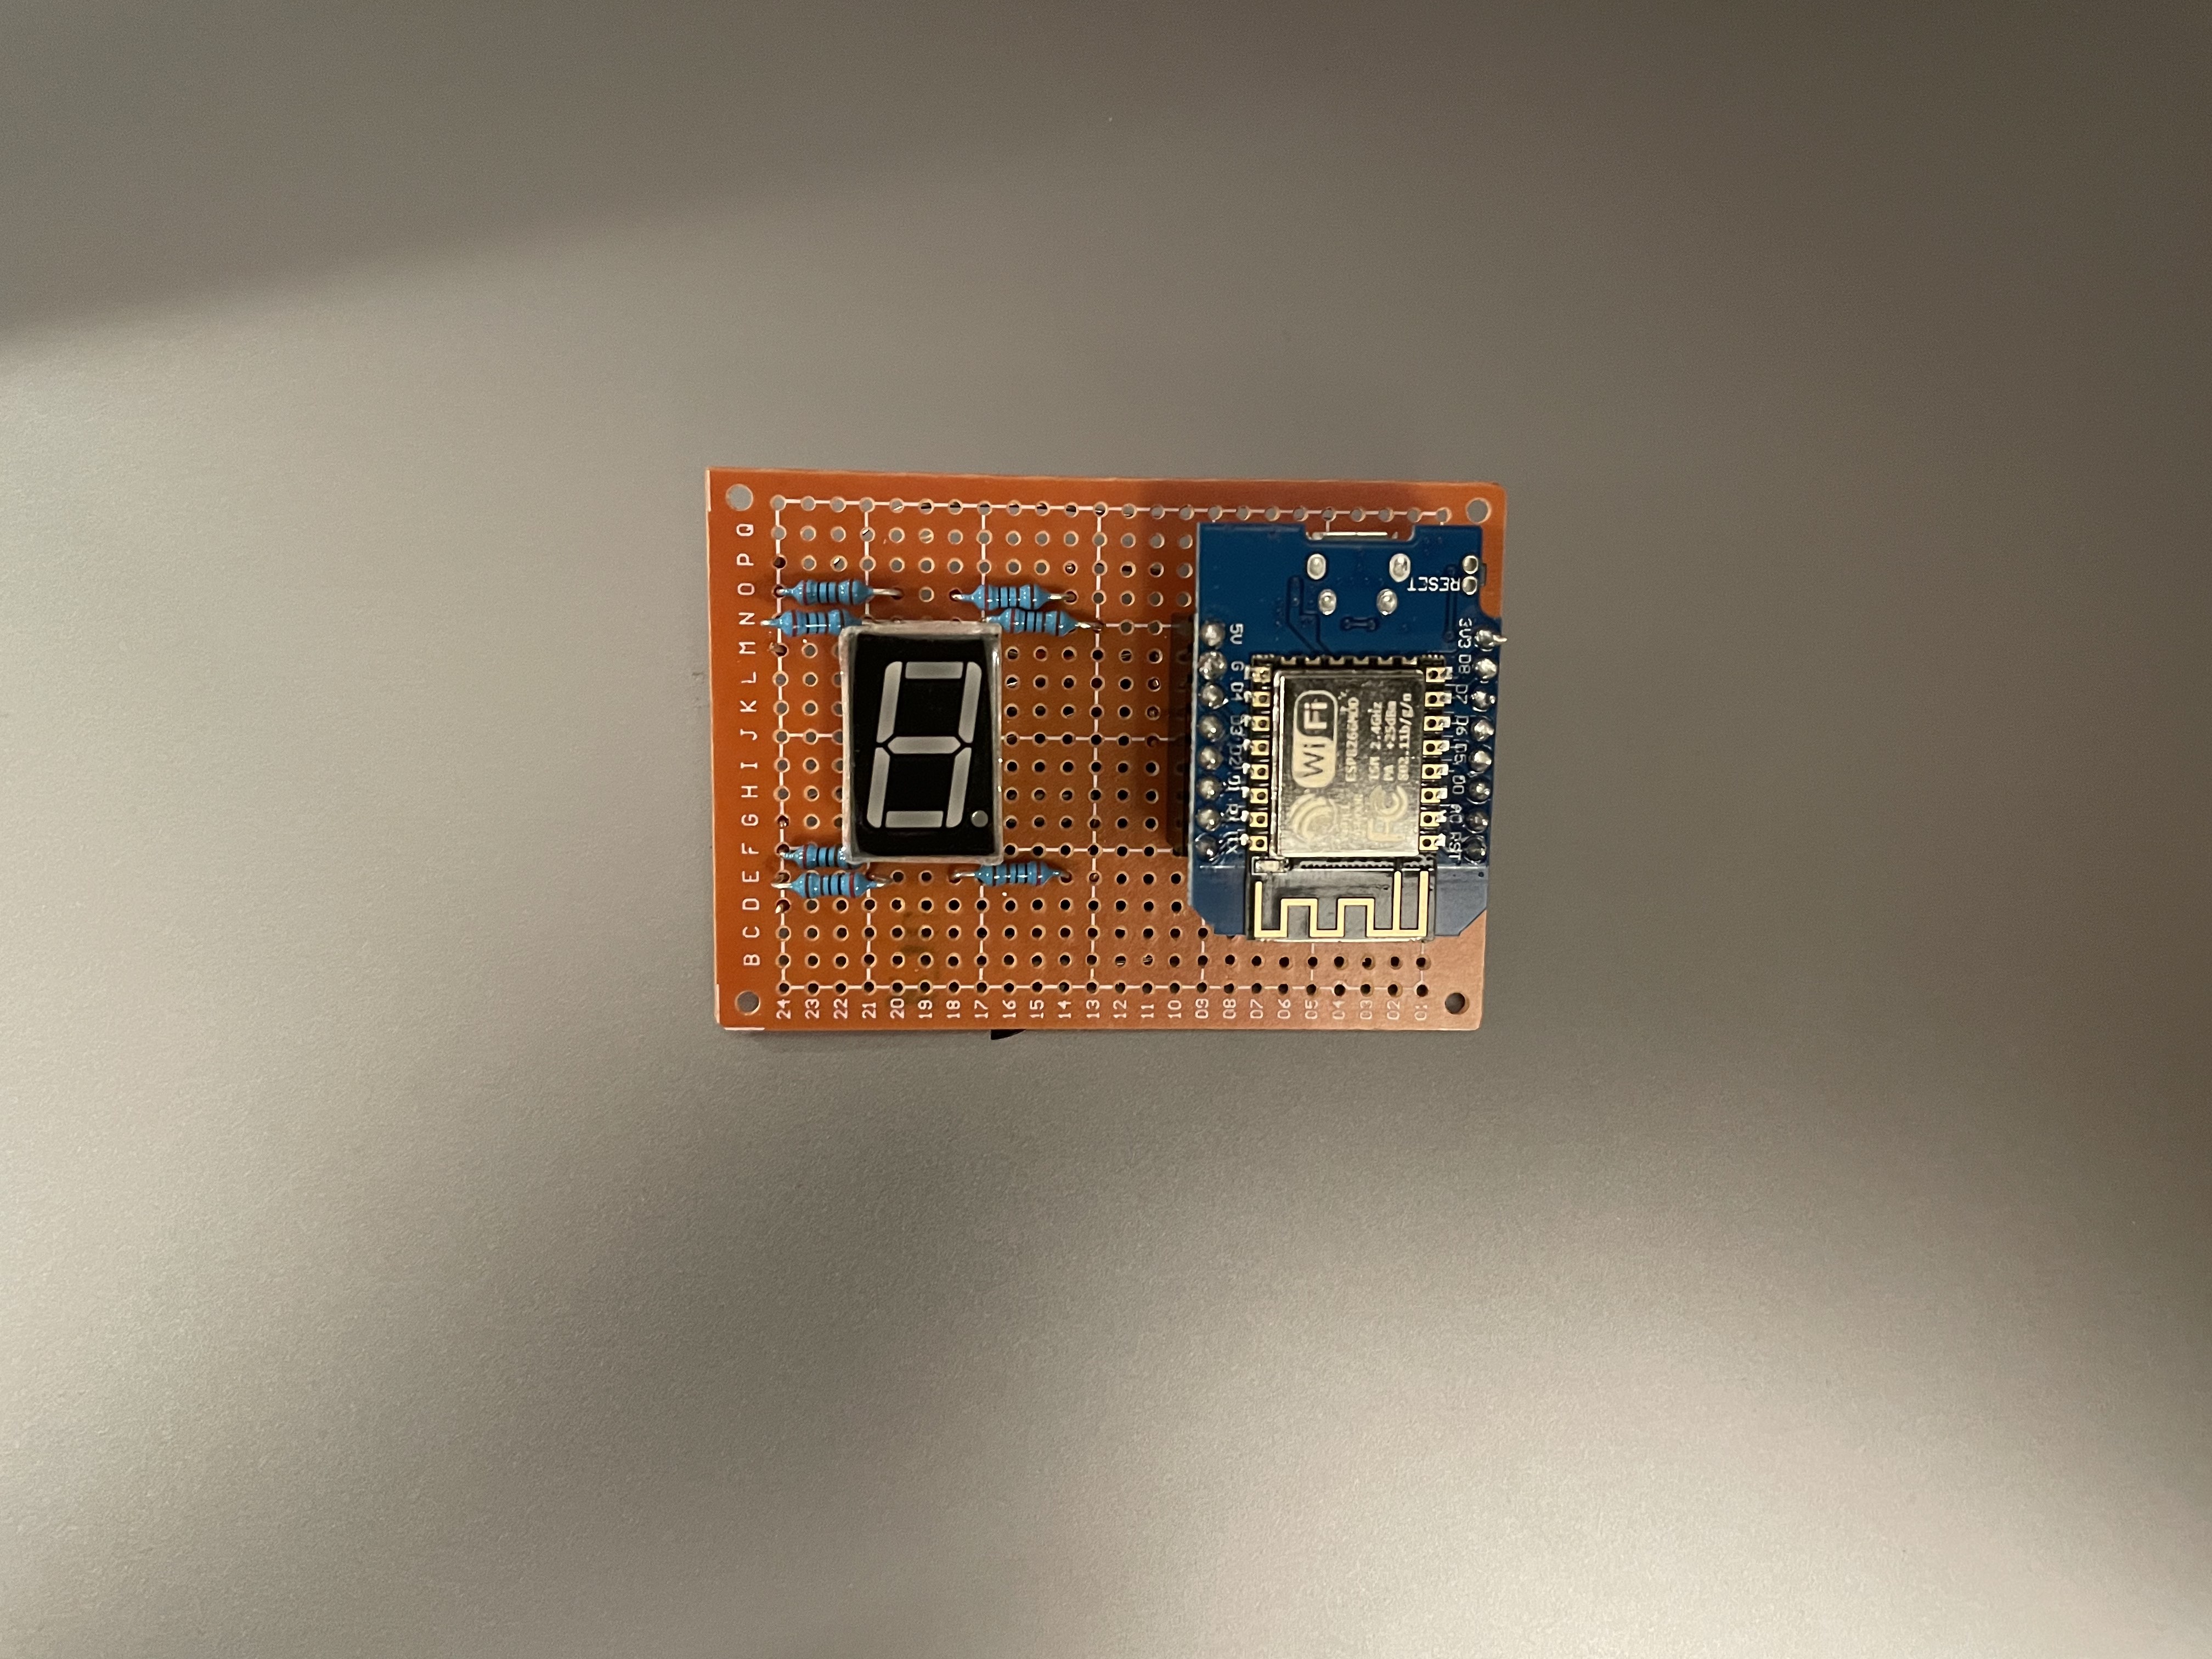 Q
P
O
N
M
L
K
J
I
H
G
F
E
D
C
B
24 23 22 21 20 19 18 17 16 15 14 13 12 11 10 09 08 07 06 05 04 03 02 01
RESET
5V
G
D4
D3
D2
D1
RX
TX
3V3
D8
D7
D6
D5
D0
A0
RST
WiFi
ESP8266MOD
ISM 2.4GHz
PA +25dBm
802.11b/g/n
FC